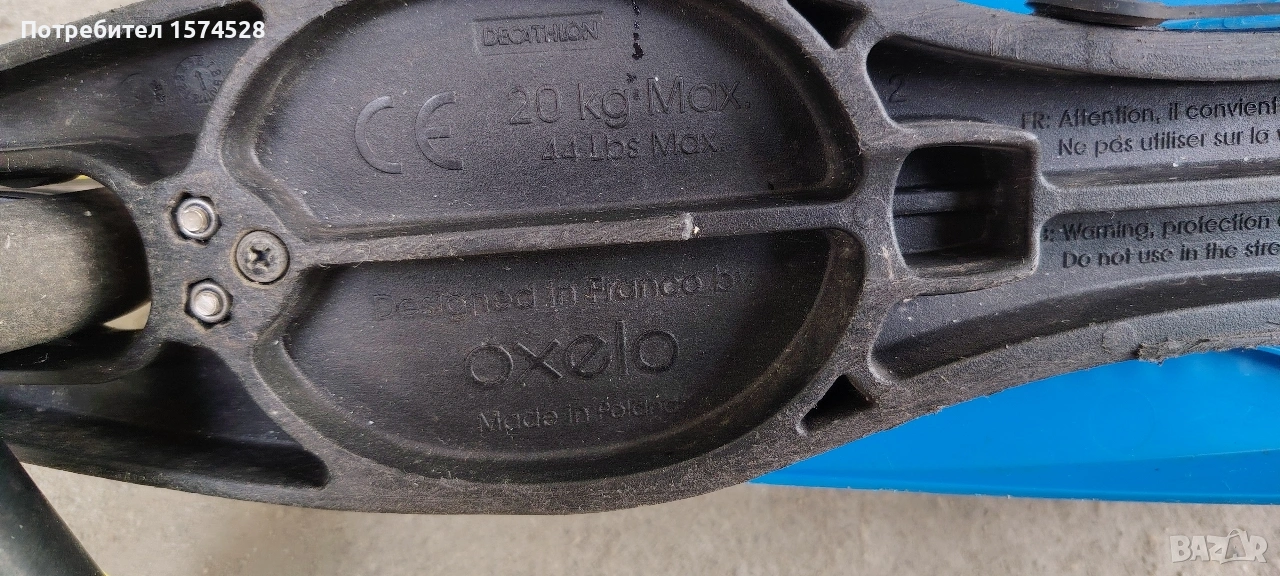 Потребител 1574528
DECATHLON
CE
20 kg Max.
44 Lbs Max.
2
FR: Attention, il convient
Ne pas utiliser sur la
Designed in France by
oxelo
Made in Poland
Warning, protection
Do not use in the stre
BAZAR